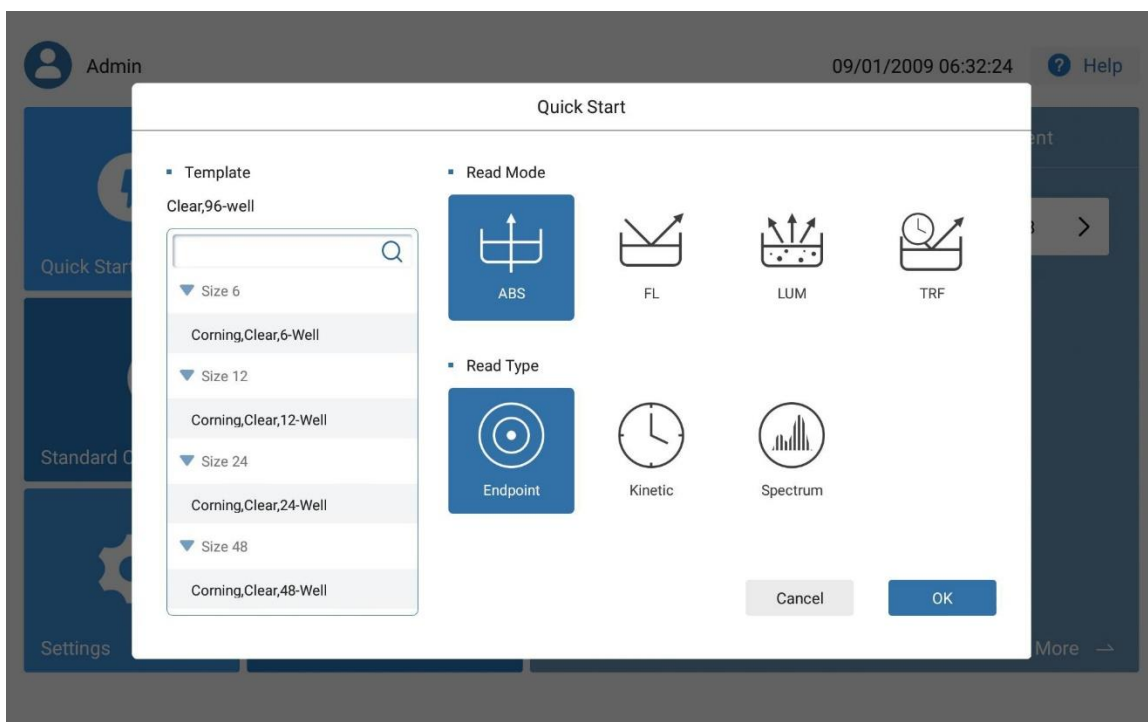 Admin
09/01/2009 06:32:24
Help
Quick Start
Template
Read Mode
Clear,96-well
Size 6
Corning,Clear,6-Well
Size 12
Corning,Clear,12-Well
Size 24
Corning,Clear,24-Well
Size 48
Corning,Clear,48-Well
ABS
FL
LUM
TRF
Read Type
Endpoint
Kinetic
Spectrum
Cancel
OK
Quick Star
Standard
Settings
More